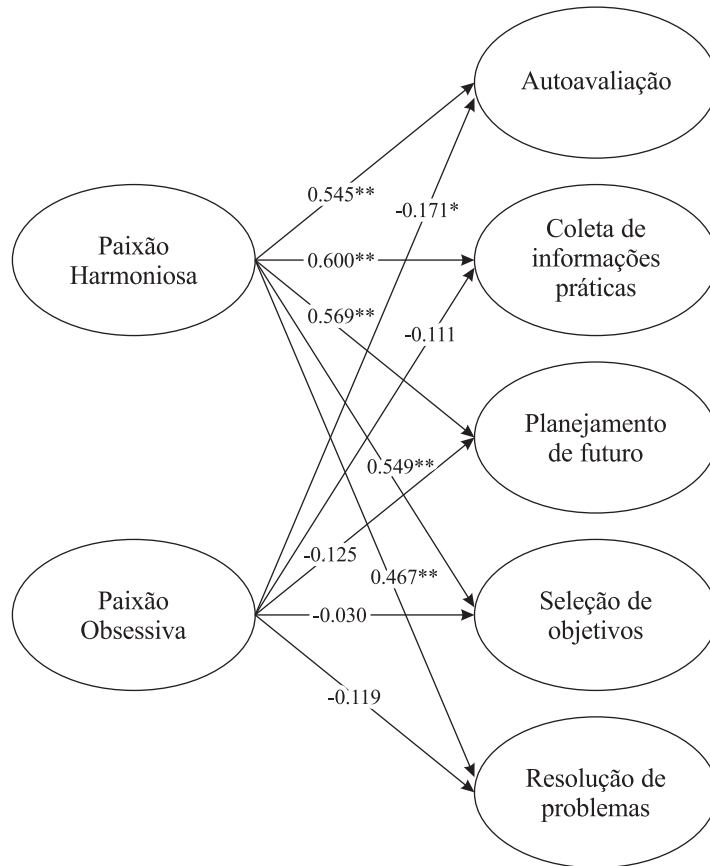 Autoavaliação
0.545**
-0.171*
Paixão
Harmoniosa
0.600**
Coleta de
informações
práticas
0.569**
-0.111
Planejamento
de futuro
0.549**
-0.125
0.467**
Paixão
Obsessiva
-0.030
Seleção de
objetivos
-0.119
Resolução de
problemas